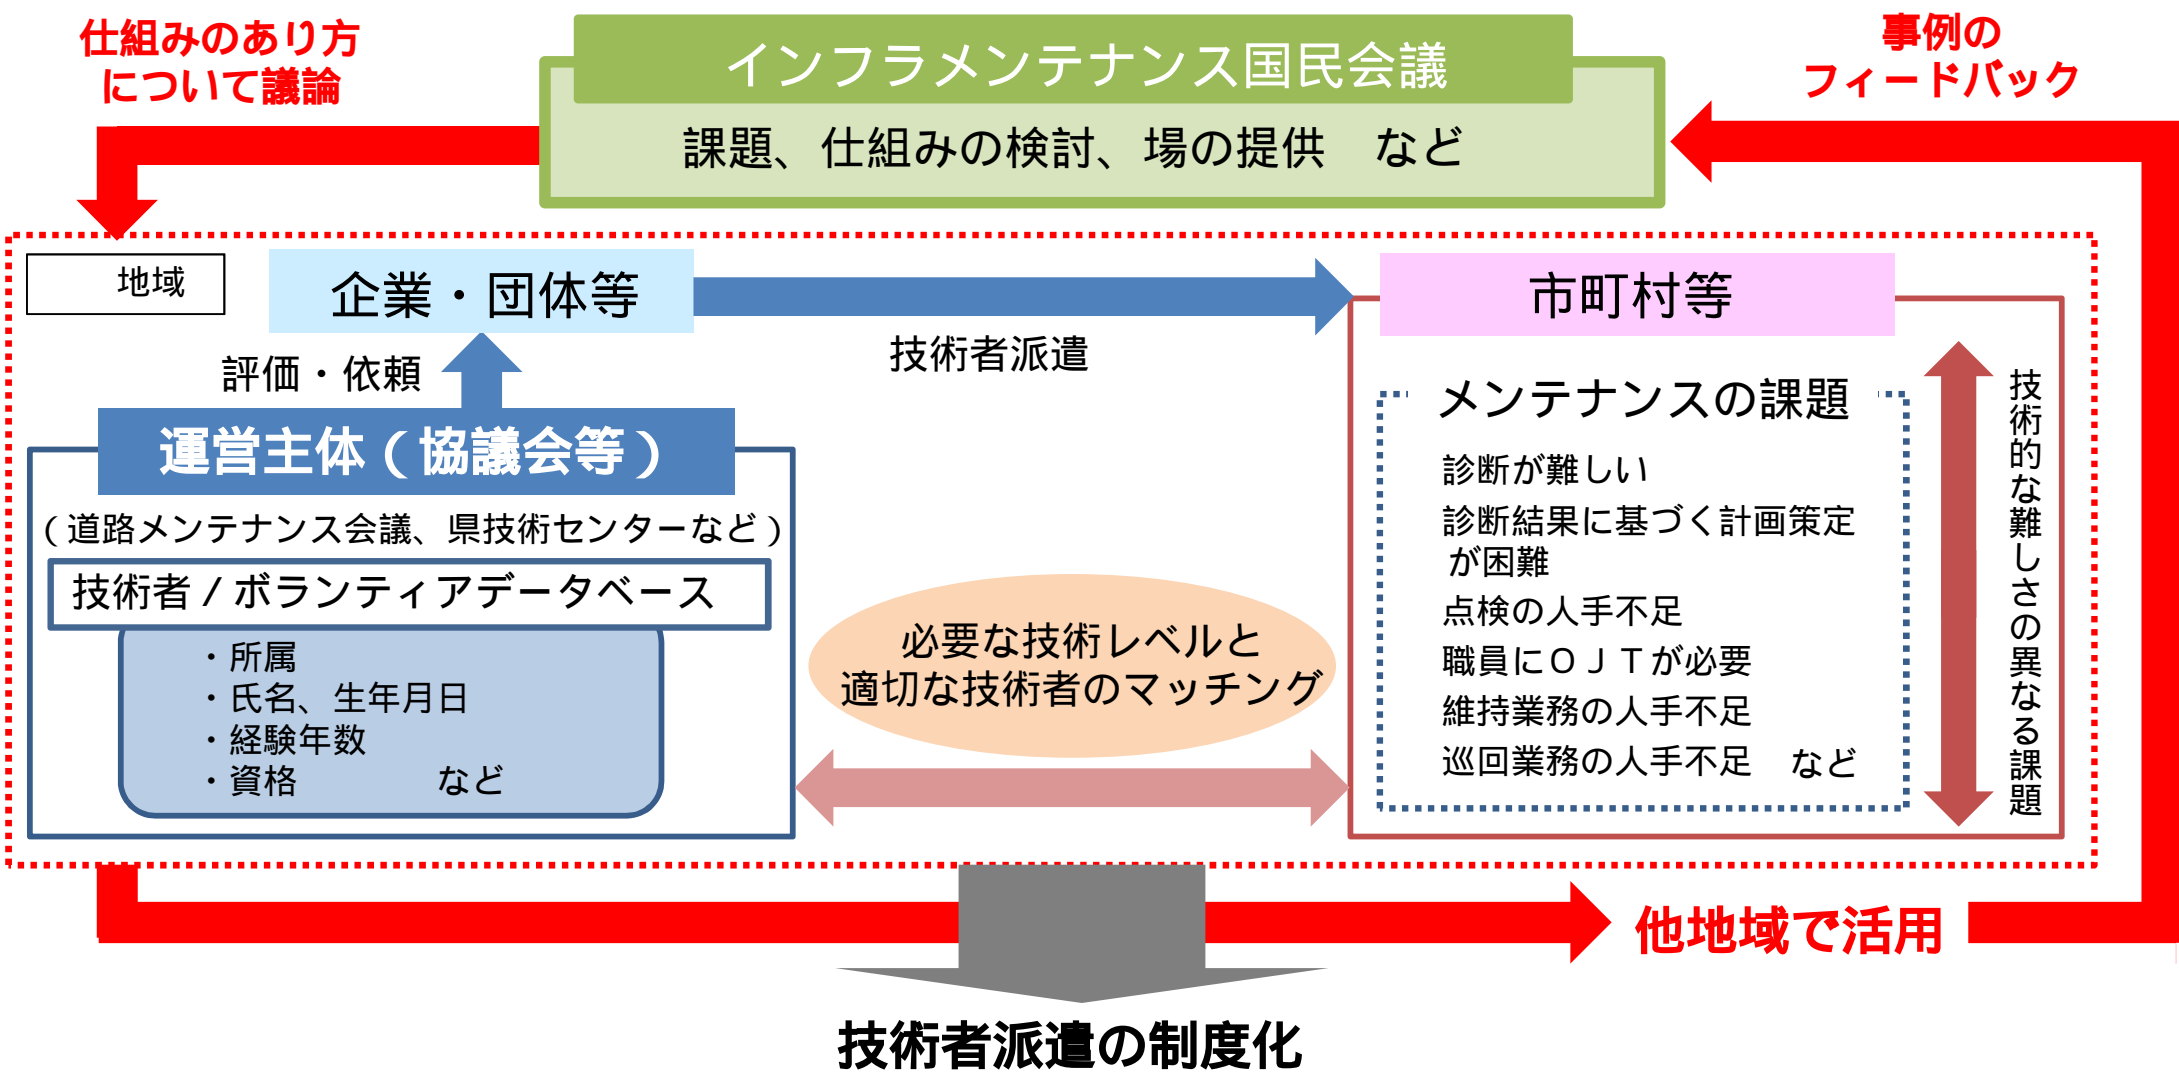 仕組みのあり方
について議論
インフラメンテナンス国民会議
課題、仕組みの検討、場の提供　など
事例の
フィードバック
地域
企業・団体等
技術者派遣
市町村等
評価・依頼
運営主体（協議会等）
（道路メンテナンス会議、県技術センターなど）
技術者／ボランティアデータベース
・所属
・氏名、生年月日
・経験年数
・資格　　　　など
必要な技術レベルと
適切な技術者のマッチング
メンテナンスの課題
診断が難しい
診断結果に基づく計画策定
が困難
点検の人手不足
職員にＯＪＴが必要
維持業務の人手不足
巡回業務の人手不足　など
技術的な難しさの異なる課題
他地域で活用
技術者派遣の制度化